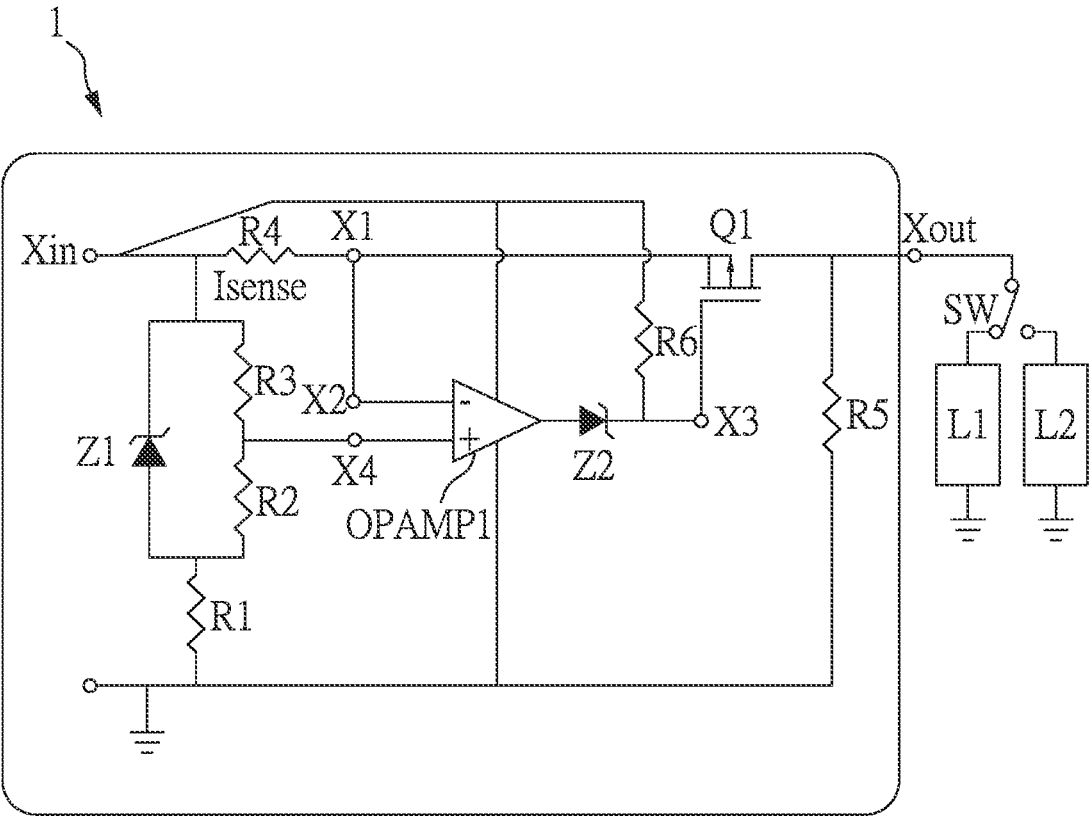 1
Xin
R4
X1
Q1
Xout
Isense
SW
R3
R6
X2
-
+
X3
R5
L1
L2
Z1
X4
Z2
R2
OPAMP1
R1